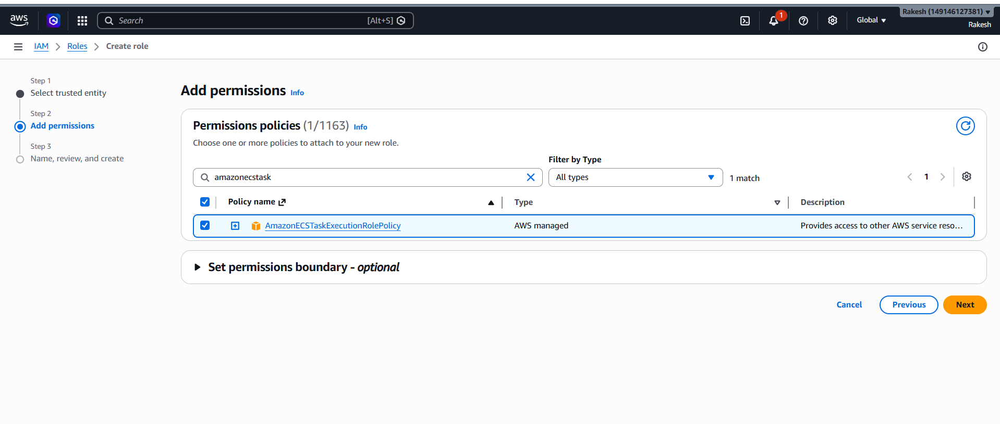 aws
Search
[Alt+S]
1
Global
Rakesh (149146127381)
Rakesh
IAM
Roles
Create role
Step 1
Select trusted entity
Step 2
Add permissions
Step 3
Name, review, and create
Add permissions Info
Permissions policies (1/1163) Info
Choose one or more policies to attach to your new role.
Filter by Type
amazonecstask
All types
1 match
1
Policy name
Type
Description
AmazonECSTaskExecutionRolePolicy
AWS managed
Provides access to other AWS service reso...
Set permissions boundary - optional
Cancel
Previous
Next